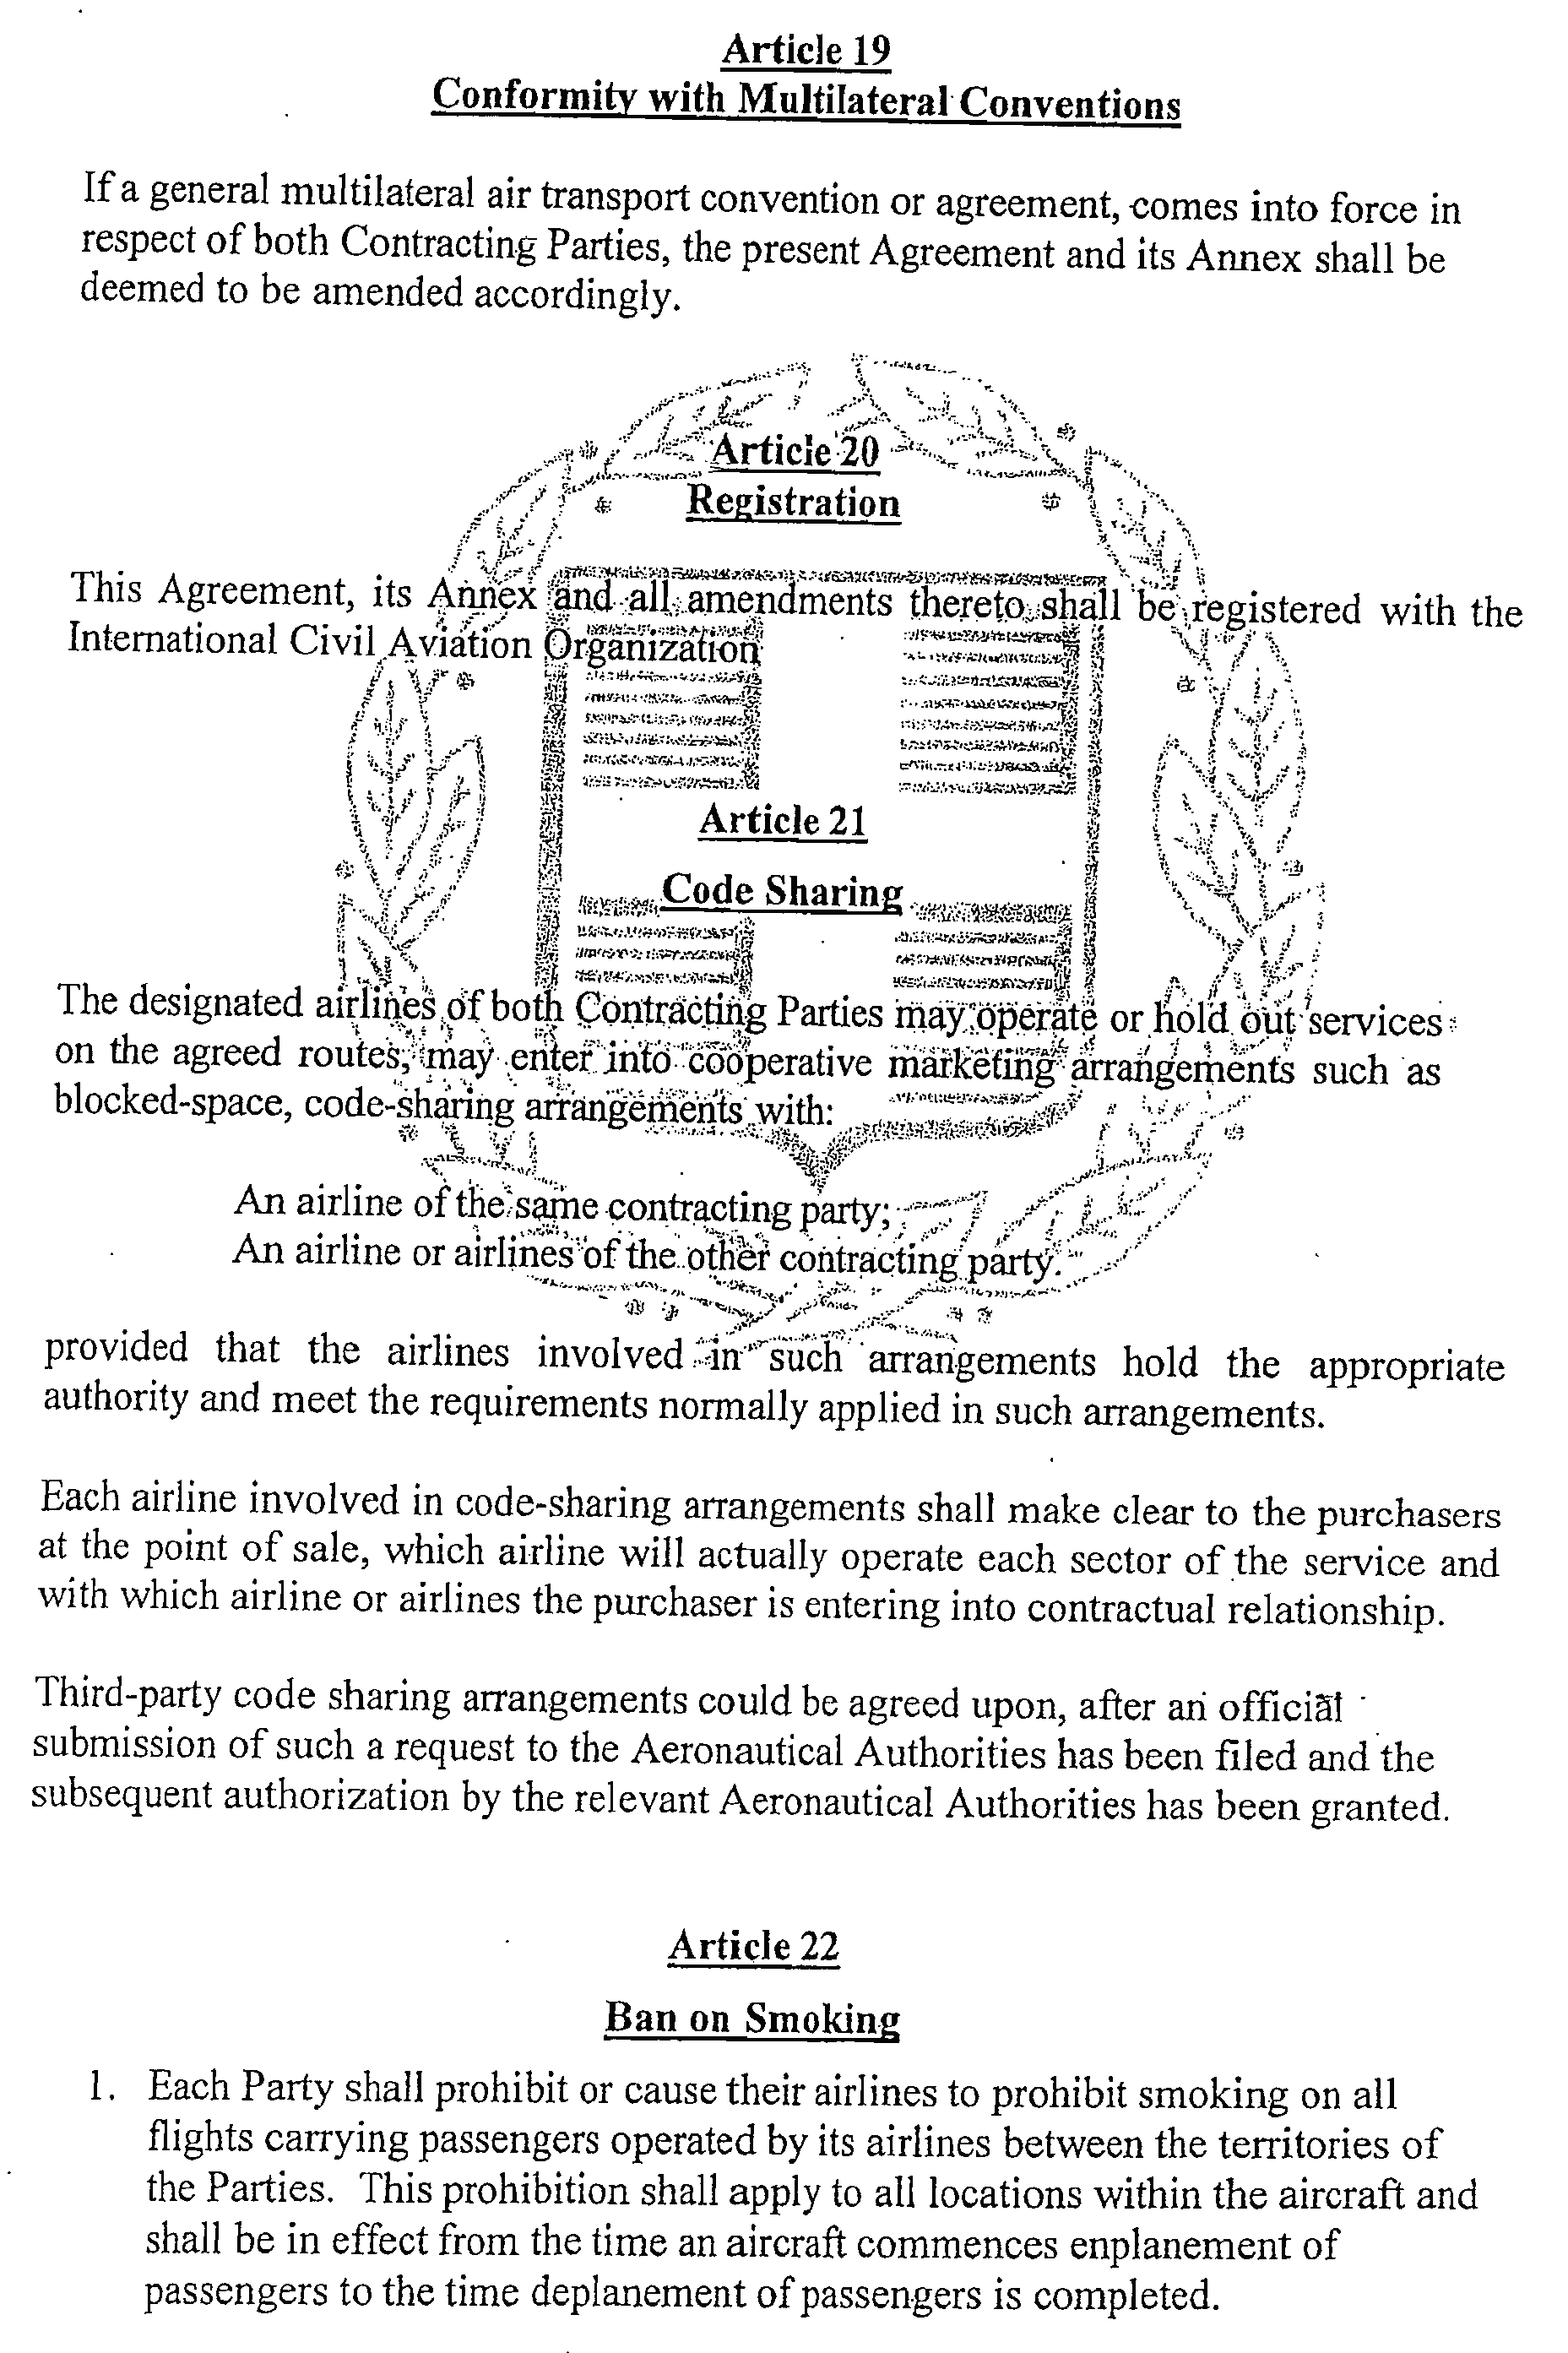 Article 19
Conformity with Multilateral Conventions
If a general multilateral air transport convention or agreement, comes into force in
respect of both Contracting Parties, the present Agreement and its Annex shall be
deemed to be amended accordingly.
Article 20
Registration
This Agreement, its Annex and all amendments thereto shall be registered with the
International Civil Aviation Organization
Article 21
Code Sharing
The designated airlines of both Contracting Parties may operate or hold out services
on the agreed routes, may enter into cooperative marketing arrangements such as
blocked-space, code-sharing arrangements with:
An airline of the same contracting party;
An airline or airlines of the other contracting party.
provided that the airlines involved in such arrangements hold the appropriate
authority and meet the requirements normally applied in such arrangements.
Each airline involved in code-sharing arrangements shall make clear to the purchasers
at the point of sale, which airline will actually operate each sector of the service and
with which airline or airlines the purchaser is entering into contractual relationship.
Third-party code sharing arrangements could be agreed upon, after an official
submission of such a request to the Aeronautical Authorities has been filed and the
subsequent authorization by the relevant Aeronautical Authorities has been granted.
Article 22
Ban on Smoking
1. Each Party shall prohibit or cause their airlines to prohibit smoking on all
flights carrying passengers operated by its airlines between the territories of
the Parties. This prohibition shall apply to all locations within the aircraft and
shall be in effect from the time an aircraft commences enplanement of
passengers to the time deplanement of passengers is completed.